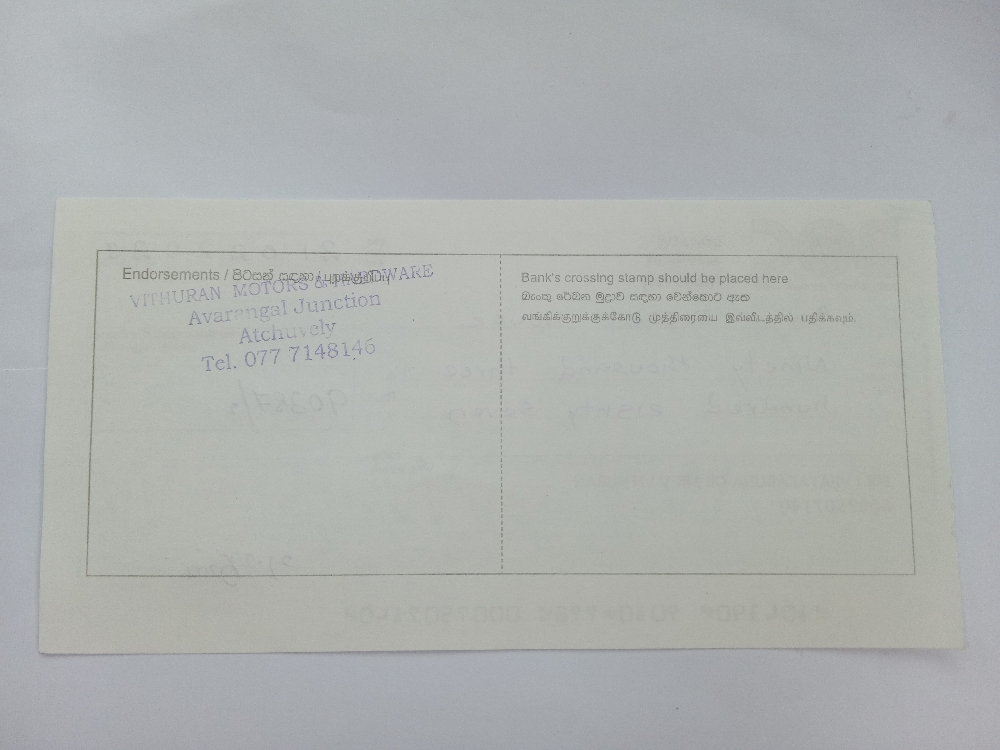 Endorsements / පිටසන් සඳහා / புறக்குறிப்பு
VITHURAN MOTORS & HARDWARE
Avarangal Junction
Atchuvely
Tel. 077 7148146
Bank's crossing stamp should be placed here
බැංකු රේඛන මුද්‍රාව සඳහා වෙන්කොට ඇත
வங்கிக்குறுக்குக்கோடு முத்திரையை இவ்விடத்தில் பதிக்கவும்.